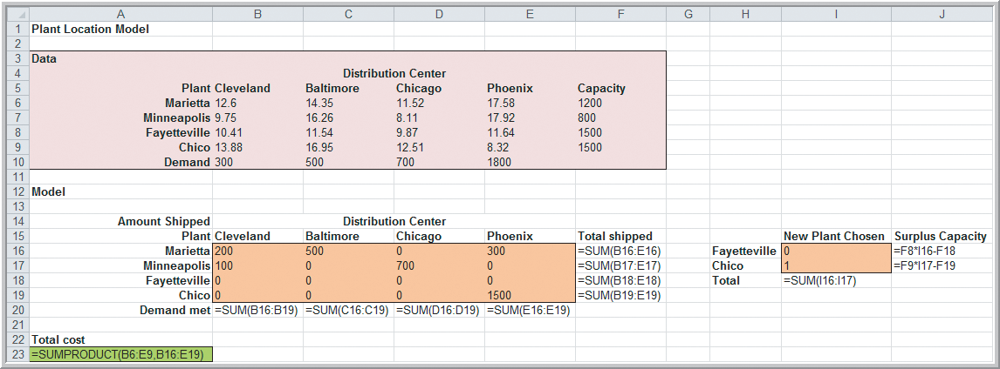 A B C D E F G H I J
1 Plant Location Model
2
3 Data
4 Distribution Center
5 Plant Cleveland Baltimore Chicago Phoenix Capacity
6 Marietta 12.6 14.35 11.52 17.58 1200
7 Minneapolis 9.75 16.26 8.11 17.92 800
8 Fayetteville 10.41 11.54 9.87 11.64 1500
9 Chico 13.88 16.95 12.51 8.32 1500
10 Demand 300 500 700 1800
11
12 Model
13
14 Amount Shipped Distribution Center
15 Plant Cleveland Baltimore Chicago Phoenix Total shipped New Plant Chosen Surplus Capacity
16 Marietta 200 500 0 300 =SUM(B16:E16) Fayetteville 0 =F8*I16-F18
17 Minneapolis 100 0 700 0 =SUM(B17:E17) Chico 1 =F9*I17-F19
18 Fayetteville 0 0 0 0 =SUM(B18:E18) Total =SUM(I16:I17)
19 Chico 0 0 0 1500 =SUM(B19:E19)
20 Demand met =SUM(B16:B19) =SUM(C16:C19) =SUM(D16:D19) =SUM(E16:E19)
21
22 Total cost
23 =SUMPRODUCT(B6:E9,B16:E19)